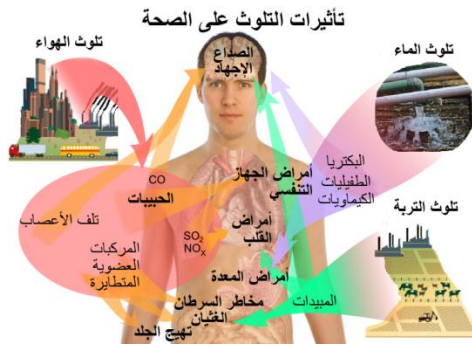 تأثيرات التلوث على الصحة
تلوث الهواء
تلوث الماء
الصداع
الإجهاد
البكتريا
الطفيليات
الكيماويات
أمراض الجهاز
التنفسي
CO
الحبيبات
تلوث التربة
أمراض
القلب
SO₂
NOₓ
تلف الأعصاب
المركبات
العضوية
المتطايرة
أمراض المعدة
المبيدات
مخاطر السرطان
الغثيان
تهيج الجلد